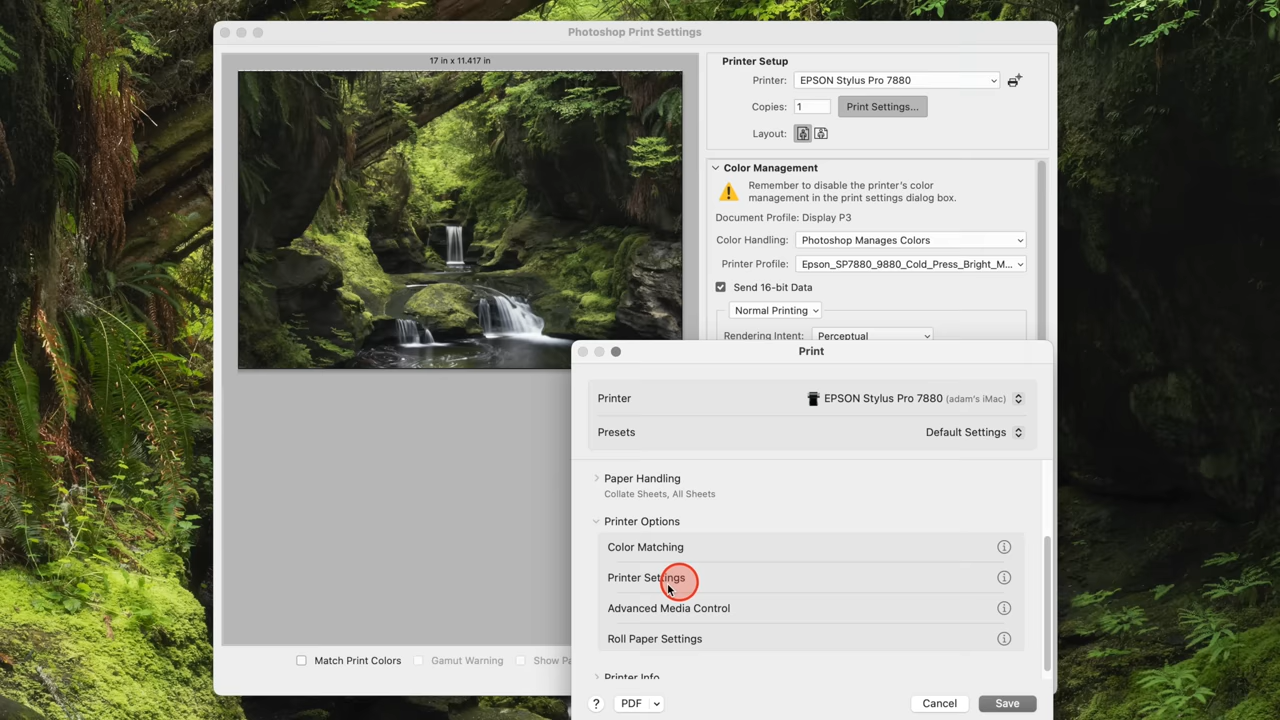 Photoshop Print Settings
17 in x 11.417 in
Printer Setup
Printer: EPSON Stylus Pro 7880
Copies: 1 Print Settings...
Layout:
Color Management
Remember to disable the printer's color
management in the print settings dialog box.
Document Profile: Display P3
Color Handling: Photoshop Manages Colors
Printer Profile: Epson_SP7880_9880_Cold_Press_Bright_M...
Send 16-bit Data
Normal Printing
Rendering Intent: Perceptual
Match Print Colors Gamut Warning Show Pa
Print
Printer EPSON Stylus Pro 7880 (adam's iMac)
Presets Default Settings
Paper Handling
Collate Sheets, All Sheets
Printer Options
Color Matching
Printer Settings
Advanced Media Control
Roll Paper Settings
Printer Info
? PDF Cancel Save